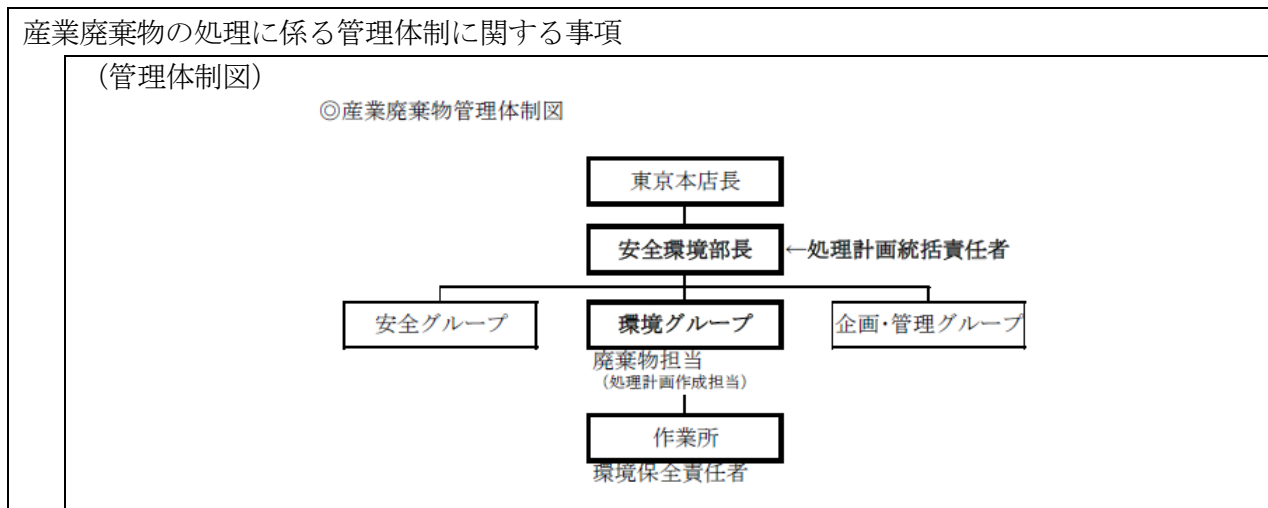 産業廃棄物の処理に係る管理体制に関する事項
（管理体制図）
◎産業廃棄物管理体制図
東京本店長
安全環境部長 ←処理計画統括責任者
安全グループ 環境グループ 企画・管理グループ
廃棄物担当
（処理計画作成担当）
作業所
環境保全責任者